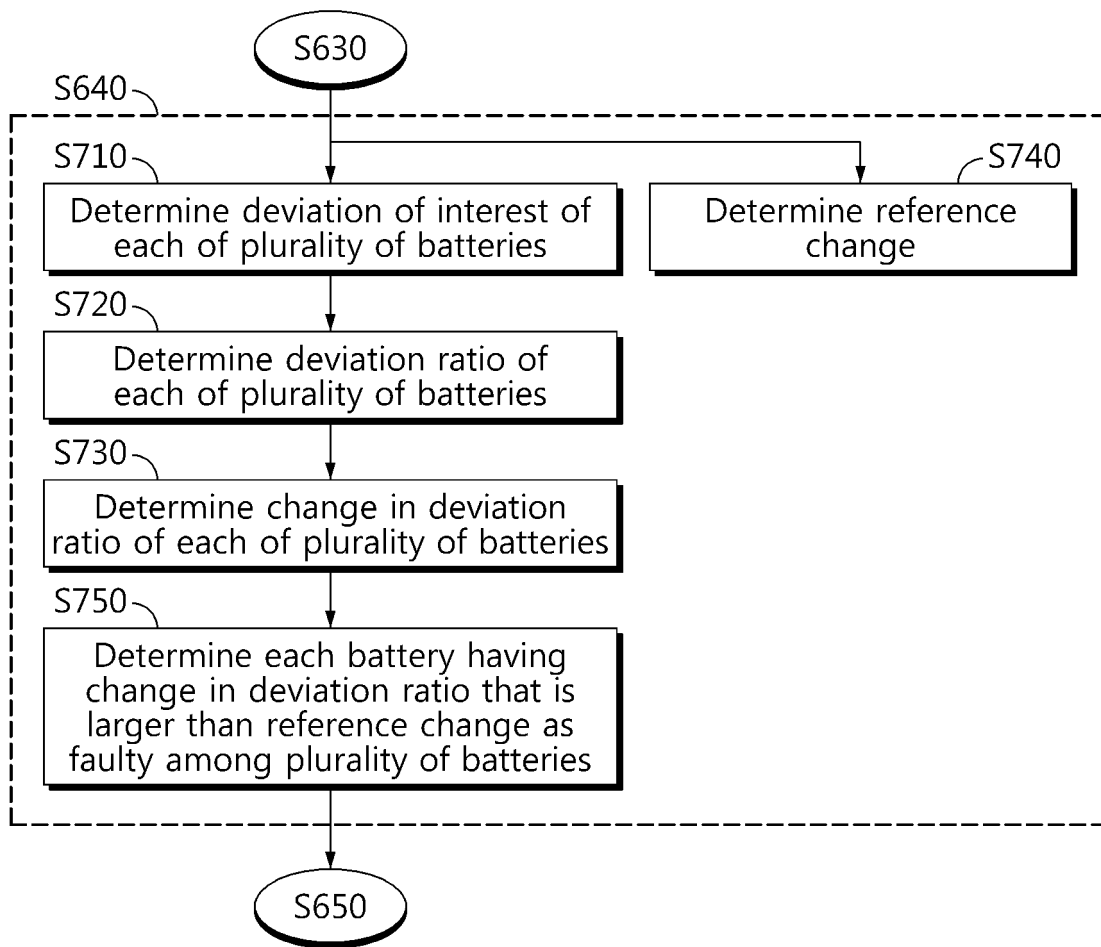 S630
S640
S710
Determine deviation of interest of
each of plurality of batteries
S740
Determine reference
change
S720
Determine deviation ratio of
each of plurality of batteries
S730
Determine change in deviation
ratio of each of plurality of batteries
S750
Determine each battery having
change in deviation ratio that is
larger than reference change as
faulty among plurality of batteries
S650